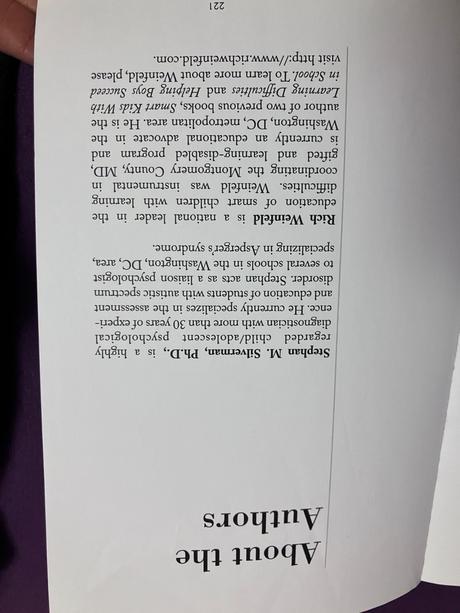 About the
Authors
Stephan M. Silverman, Ph.D., is a highly
regarded child/adolescent psychological
diagnostician with more than 30 years of experi-
ence. He currently specializes in the assessment
and education of students with autistic spectrum
disorder. Stephan acts as a liaison psychologist
to several schools in the Washington, DC, area,
specializing in Asperger's syndrome.
Rich Weinfeld is a national leader in the
education of smart children with learning
difficulties. Weinfeld was instrumental in
coordinating the Montgomery County, MD,
gifted and learning-disabled program and
is currently an educational advocate in the
Washington, DC, metropolitan area. He is the
author of two previous books, Smart Kids With
Learning Difficulties and Helping Boys Succeed
in School. To learn more about Weinfeld, please
visit http://www.richweinfeld.com.
221